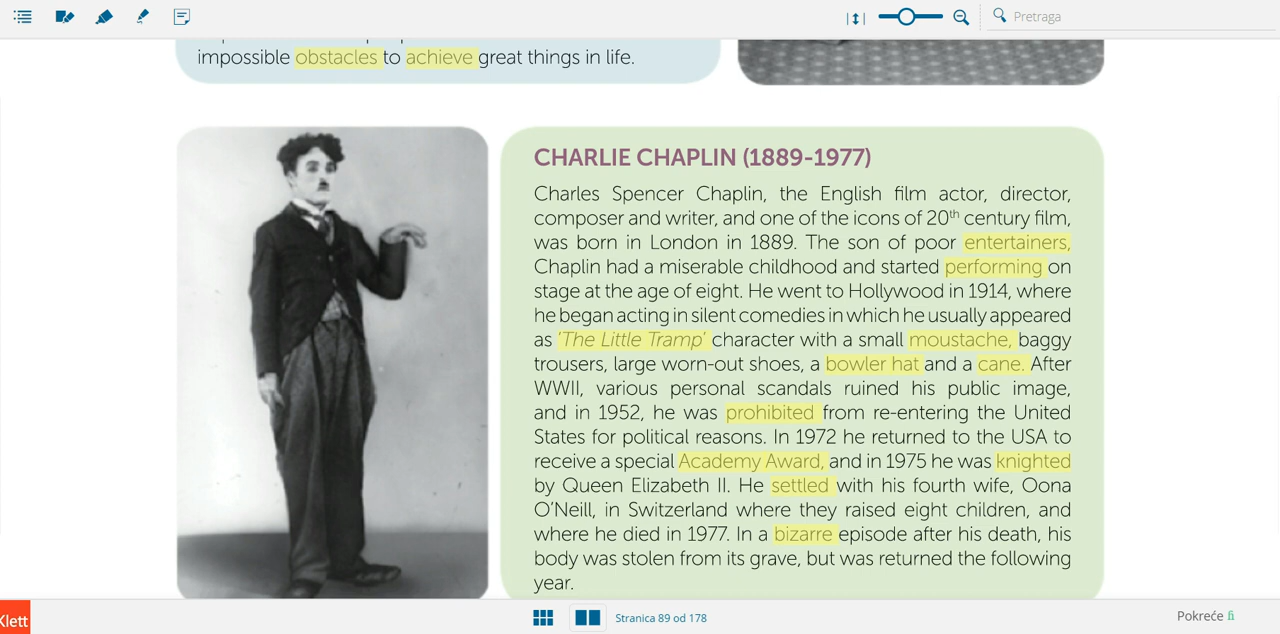 Pretraga
impossible obstacles to achieve great things in life.
CHARLIE CHAPLIN (1889-1977)
Charles Spencer Chaplin, the English film actor, director,
composer and writer, and one of the icons of 20th century film,
was born in London in 1889. The son of poor entertainers,
Chaplin had a miserable childhood and started performing on
stage at the age of eight. He went to Hollywood in 1914, where
he began acting in silent comedies in which he usually appeared
as ‘The Little Tramp’ character with a small moustache, baggy
trousers, large worn-out shoes, a bowler hat and a cane. After
WWII, various personal scandals ruined his public image,
and in 1952, he was prohibited from re-entering the United
States for political reasons. In 1972 he returned to the USA to
receive a special Academy Award, and in 1975 he was knighted
by Queen Elizabeth II. He settled with his fourth wife, Oona
O’Neill, in Switzerland where they raised eight children, and
where he died in 1977. In a bizarre episode after his death, his
body was stolen from its grave, but was returned the following
year.
Klett
Stranica 89 od 178
Pokreće